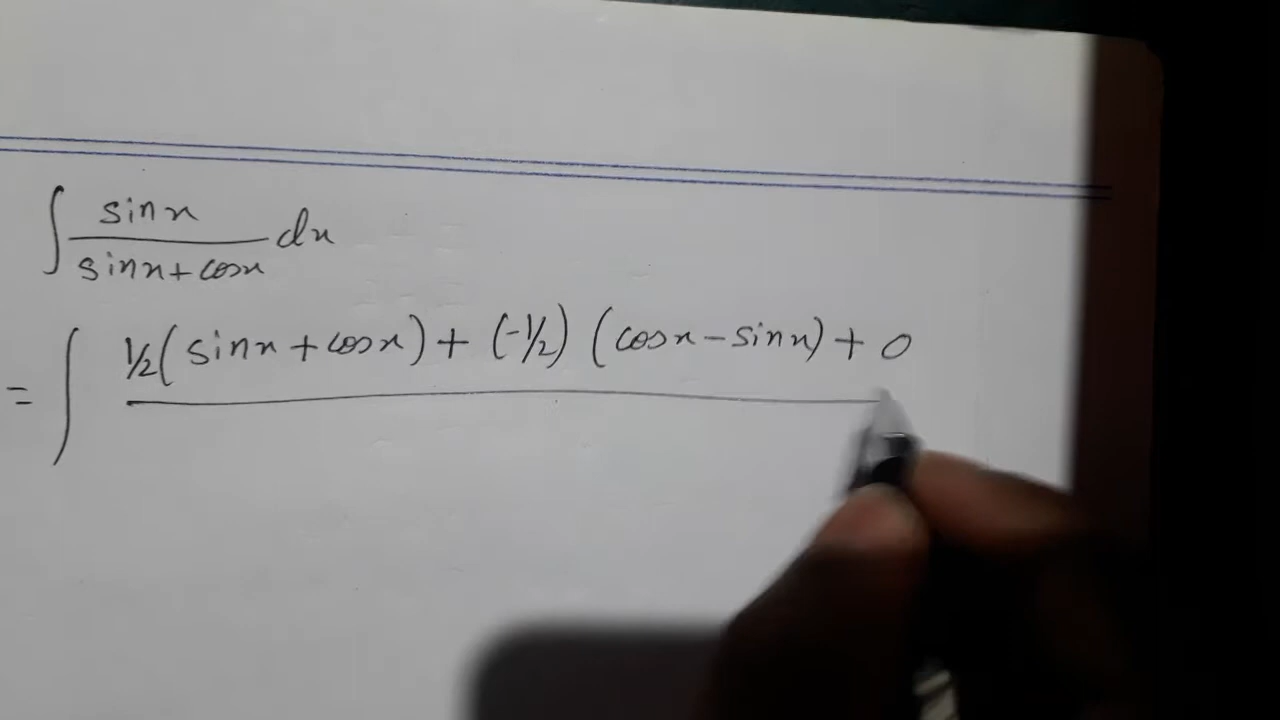 ∫ sinx / sinx+cosx dx
= ∫ ½(sinx+cosx)+(-½)(cosx-sinx)+0